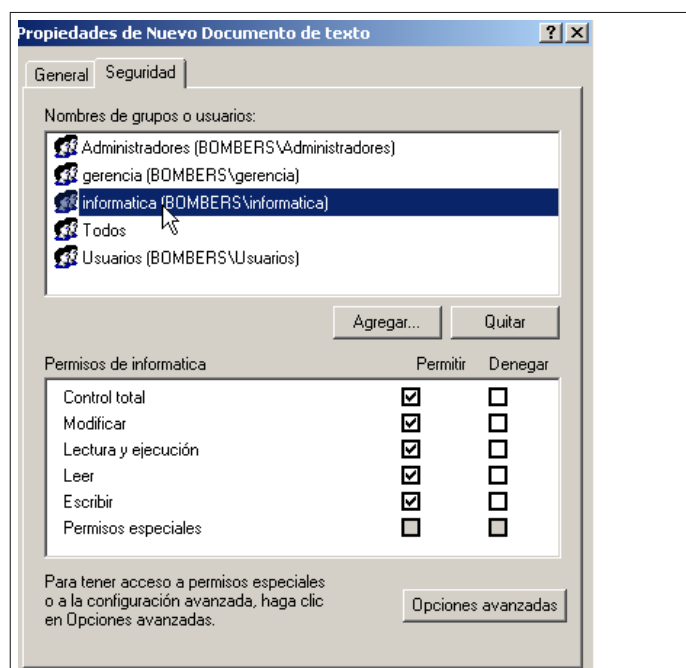 Propiedades de Nuevo Documento de texto
General Seguridad
Nombres de grupos o usuarios:
Administradores (BOMBERS\Administradores)
gerencia (BOMBERS\gerencia)
informatica (BOMBERS\informatica)
Todos
Usuarios (BOMBERS\Usuarios)
Agregar... Quitar
Permisos de informatica Permitir Denegar
Control total
Modificar
Lectura y ejecución
Leer
Escribir
Permisos especiales
Para tener acceso a permisos especiales
o a la configuración avanzada, haga clic
en Opciones avanzadas.
Opciones avanzadas